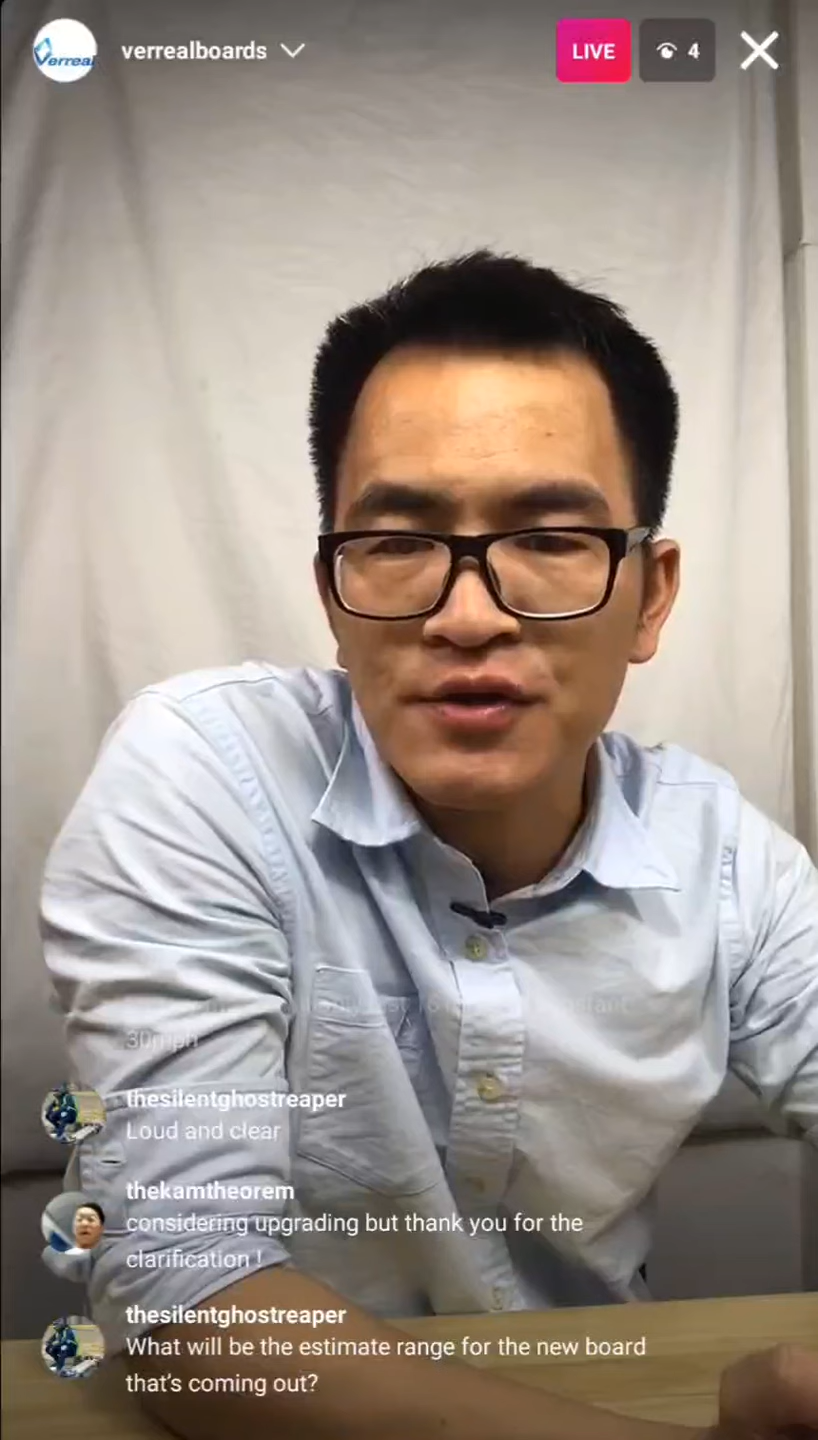 Verreal
verrealboards
LIVE
4
30mph
thesilentghostreaper
Loud and clear
thekamtheorem
considering upgrading but thank you for the
clarification !
thesilentghostreaper
What will be the estimate range for the new board
that's coming out?